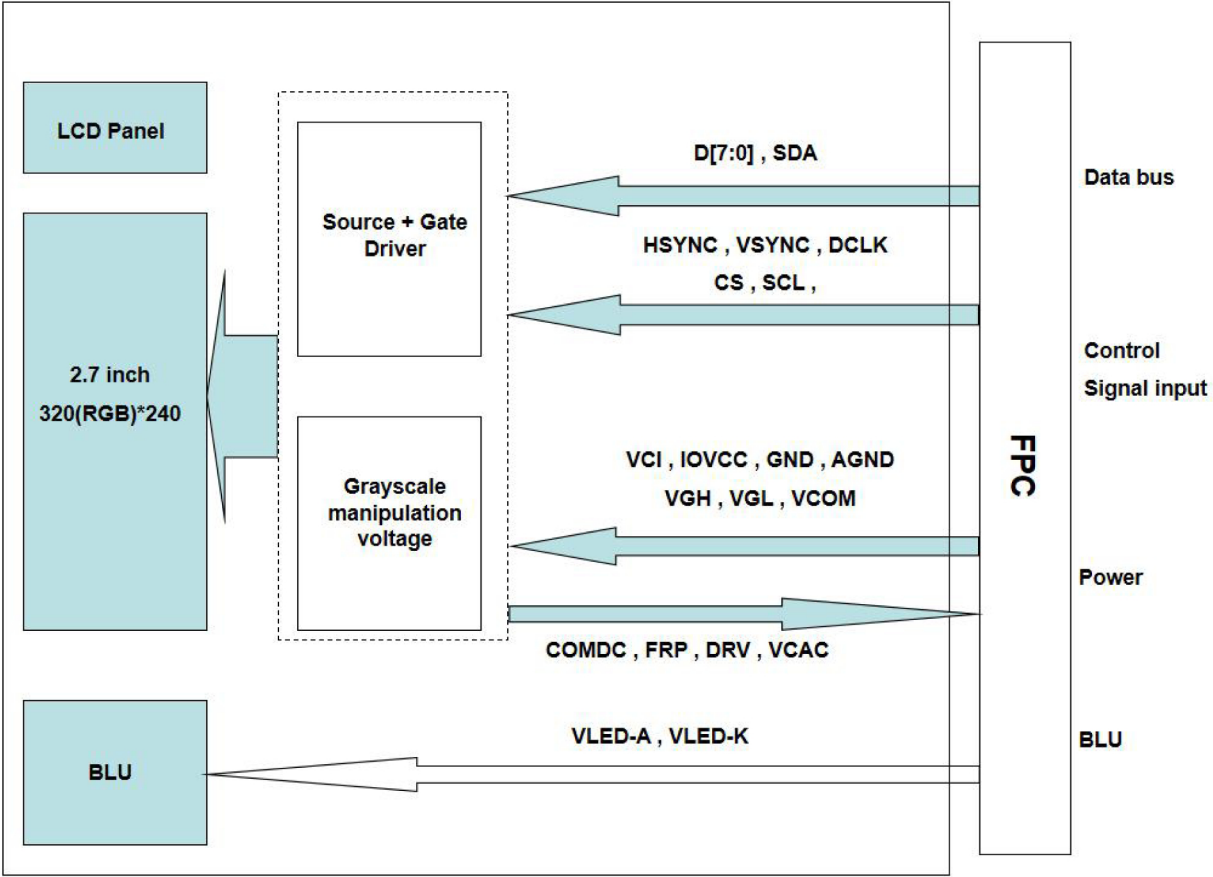 LCD Panel
2.7 inch
320(RGB)*240
BLU
Source + Gate
Driver
Grayscale
manipulation
voltage
D[7:0] , SDA
HSYNC , VSYNC , DCLK
CS , SCL ,
VCI , IOVCC , GND , AGND
VGH , VGL , VCOM
COMDC , FRP , DRV , VCAC
VLED-A , VLED-K
FPC
Data bus
Control
Signal input
Power
BLU